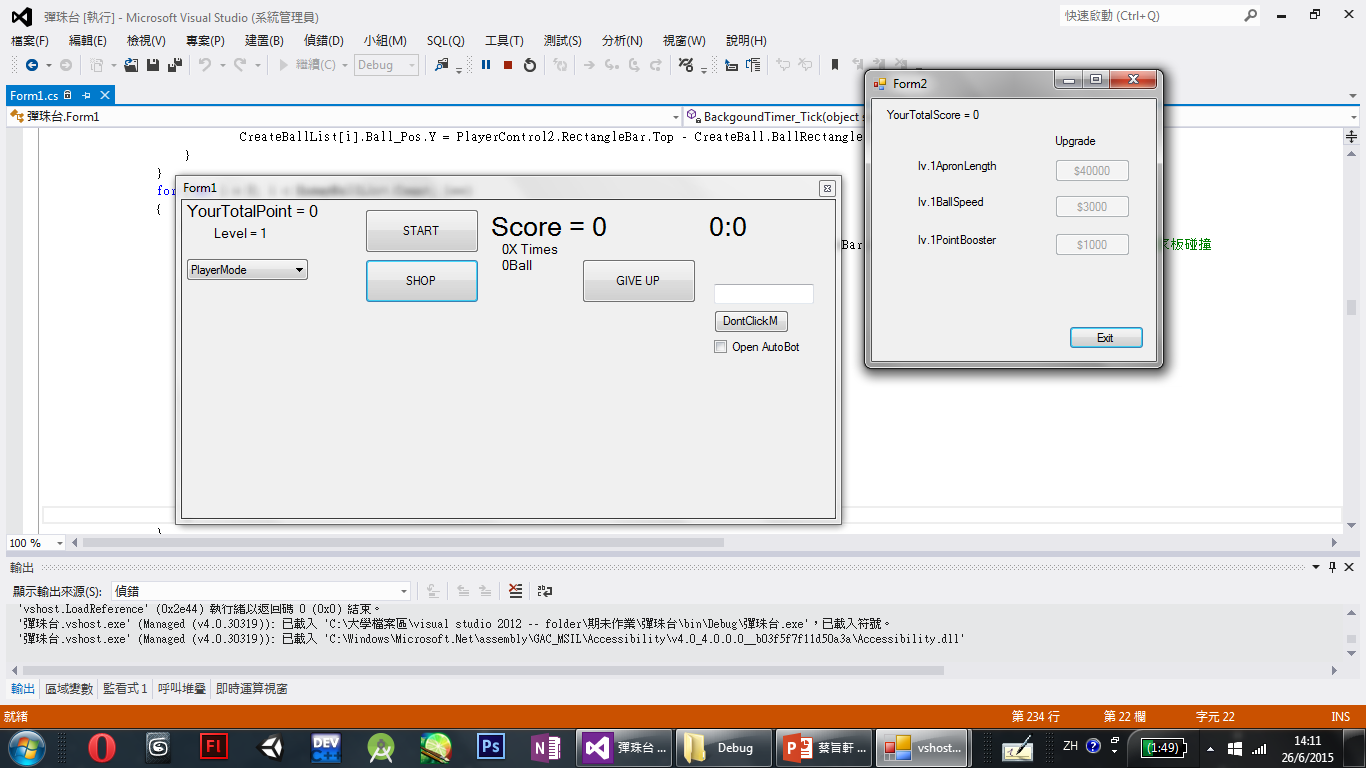 彈珠台 [執行] - Microsoft Visual Studio (系統管理員)
快速啟動 (Ctrl+Q)
檔案(F) 編輯(E) 檢視(V) 專案(P) 建置(B) 偵錯(D) 小組(M) SQL(Q) 工具(T) 測試(S) 分析(N) 視窗(W) 說明(H)
繼續(C) Debug
Form1.cs
彈珠台.Form1
BackgoundTimer_Tick(object s
CreateBallList[i].Ball_Pos.Y = PlayerControl2.RectangleBar.Top - CreateBall.BallRectangle
}
}
for
{
Bar
家板碰撞
}
Form1
YourTotalPoint = 0
Level = 1
PlayerMode
START
SHOP
Score = 0
0X Times
0Ball
GIVE UP
0:0
DontClickM
Open AutoBot
Form2
YourTotalScore = 0
Upgrade
lv.1ApronLength $40000
lv.1BallSpeed $3000
lv.1PointBooster $1000
Exit
100 %
輸出
顯示輸出來源(S): 偵錯
'vshost.LoadReference' (0x2e44) 執行緒以返回碼 0 (0x0) 結束。
'彈珠台.vshost.exe' (Managed (v4.0.30319)): 已載入 'C:\大學檔案區\visual studio 2012 -- folder\期未作業\彈珠台\bin\Debug\彈珠台.exe'，已載入符號。
'彈珠台.vshost.exe' (Managed (v4.0.30319)): 已載入 'C:\Windows\Microsoft.Net\assembly\GAC_MSIL\Accessibility\v4.0_4.0.0.0__b03f5f7f11d50a3a\Accessibility.dll'
輸出 區域變數 監看式 1 呼叫堆疊 即時運算視窗
就緒 第 234 行 第 22 欄 字元 22 INS
Fl DEV C++ Ps N 彈珠台 ... Debug P 蔡旨軒 ... vshost... ZH (1:49) 14:11
26/6/2015